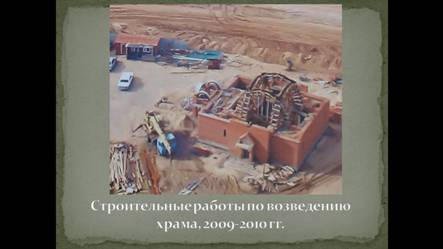 Строительные работы по возведению
храма, 2009-2010 гг.